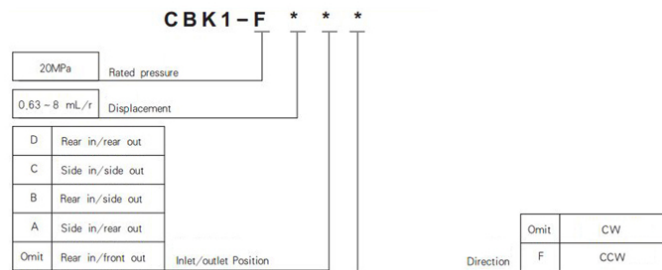 CBK1-F * * *
20MPa Rated pressure
0.63~8 mL/r Displacement
D Rear in/rear out
C Side in/side out
B Rear in/side out
A Side in/rear out
Omit Rear in/front out Inlet/outlet Position
Direction
Omit CW
F CCW